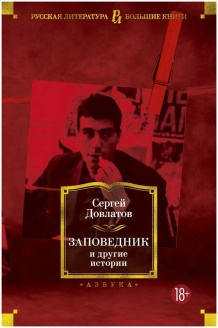 РУССКАЯ ЛИТЕРАТУРА БОЛЬШИЕ КНИГИ
Сергей
Довлатов
ЗАПОВЕДНИК
и другие
истории
АЗБУКА
18+